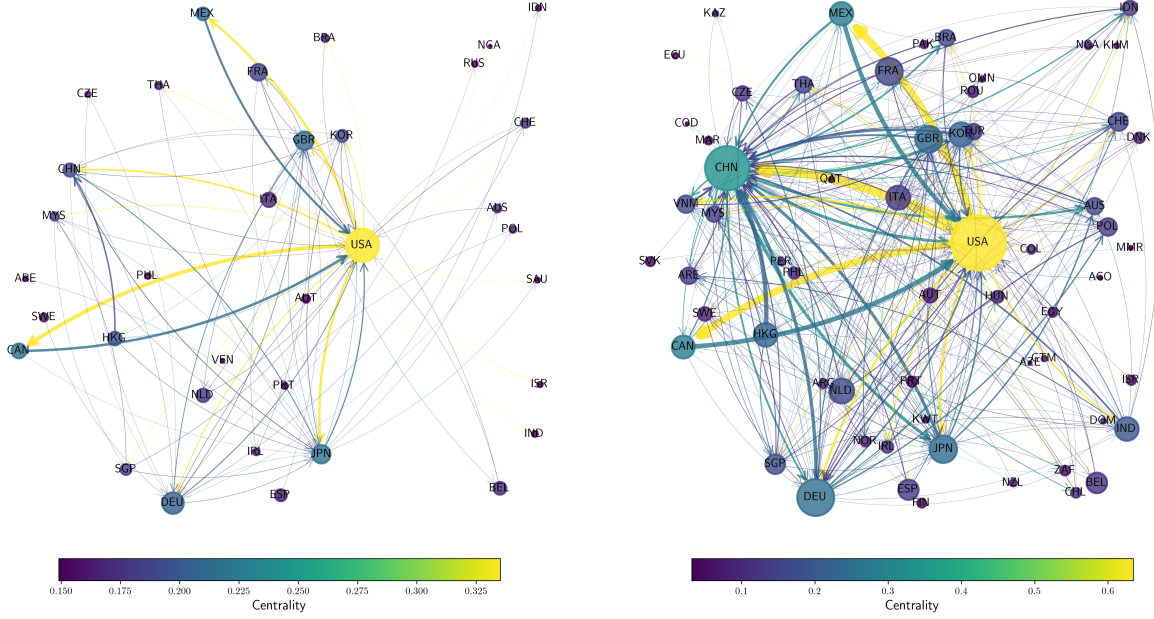 MEX
IDN
BRA
NGA
RUS
FRA
THA
CZE
CHE
GBR
KOR
CHN
ITA
MYS
AUS
POL
USA
ARE
PHL
SAU
AUT
SWE
HKG
CAN
VEN
ISR
PRT
NLD
IND
IRL
JPN
SGP
BEL
ESP
DEU
0.150 0.175 0.200 0.225 0.250 0.275 0.300 0.325
Centrality
KAZ
MEX
IDN
BRA
PAK
NGA KHM
ECU
FRA
OMN
THA
ROU
CZE
COD
CHE
TUR
KOR
GBR
DNK
MAR
CHN
QAT
ITA
VNM
AUS
MYS
POL
USA
COL
MMR
SVK
PER
PHL
ARE
AGO
AUT
HUN
SWE
EGY
HKG
CAN
TKM
AZE
ISR
PRT
ARG
NLD
KWT
DOM
IND
NOR
IRL
JPN
SGP
ZAF
NZL
BEL
ESP
CHL
DEU
FIN
0.1 0.2 0.3 0.4 0.5 0.6
Centrality